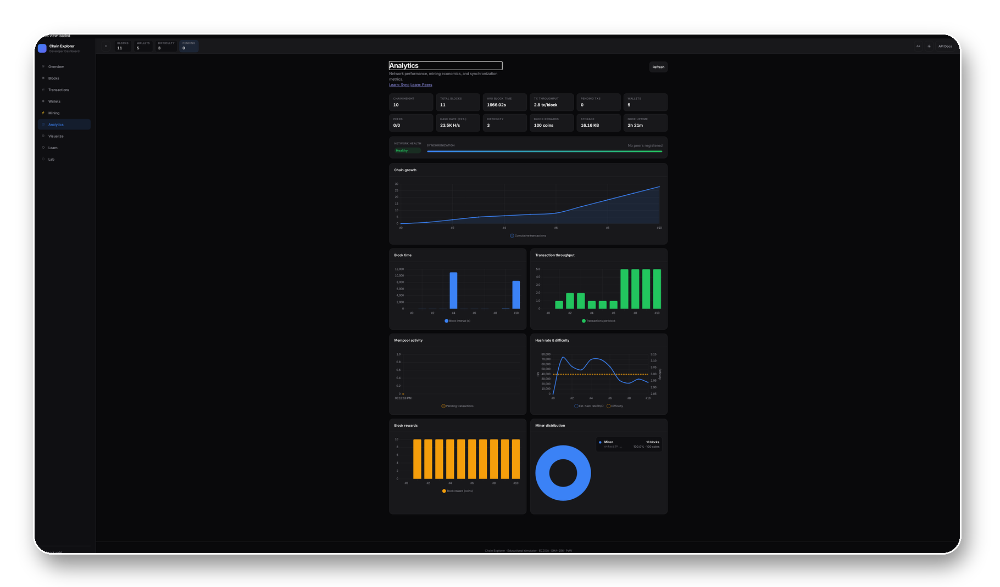 view loaded
Chain Explorer
Developer Dashboard
BLOCKS
11
WALLETS
5
DIFFICULTY
3
PENDING
0
A+
API Docs
Overview
Blocks
Transactions
Wallets
Mining
Analytics
Visualize
Learn
Lab
Analytics
Refresh
Network performance, mining economics, and synchronization
metrics.
Learn: Sync Learn: Peers
CHAIN HEIGHT
10
TOTAL BLOCKS
11
AVG BLOCK TIME
1966.02s
TX THROUGHPUT
2.8 tx/block
PENDING TXS
0
WALLETS
5
PEERS
0/0
HASH RATE (EST.)
23.5K H/s
DIFFICULTY
3
BLOCK REWARDS
100 coins
STORAGE
16.16 KB
NODE UPTIME
2h 21m
NETWORK HEALTH
Healthy
SYNCHRONIZATION
No peers registered
Chain growth
30
25
20
15
10
5
0
#0 #2 #4 #6 #8 #10
Cumulative transactions
Block time
12,000
10,000
8,000
6,000
4,000
2,000
0
#0 #2 #4 #6 #8 #10
Block interval (s)
Transaction throughput
5.0
4.0
3.0
2.0
1.0
0
#0 #2 #4 #6 #8 #10
Transactions per block
Mempool activity
1.0
0.8
0.6
0.4
0.2
0
05:13:18 PM
Pending transactions
Hash rate & difficulty
80,000
70,000
60,000
50,000
40,000
30,000
20,000
10,000
0
H/s
3.15
3.10
3.05
3.00
2.95
2.90
2.85
Difficulty
#0 #2 #4 #6 #8 #10
Est. hash rate (H/s) Difficulty
Block rewards
10
8
6
4
2
0
#0 #2 #4 #6 #8 #10
Block reward (coins)
Miner distribution
Miner
10 blocks
100.0% · 100 coins
Chain Explorer · Educational simulator · ECDSA · SHA-256 · PoW